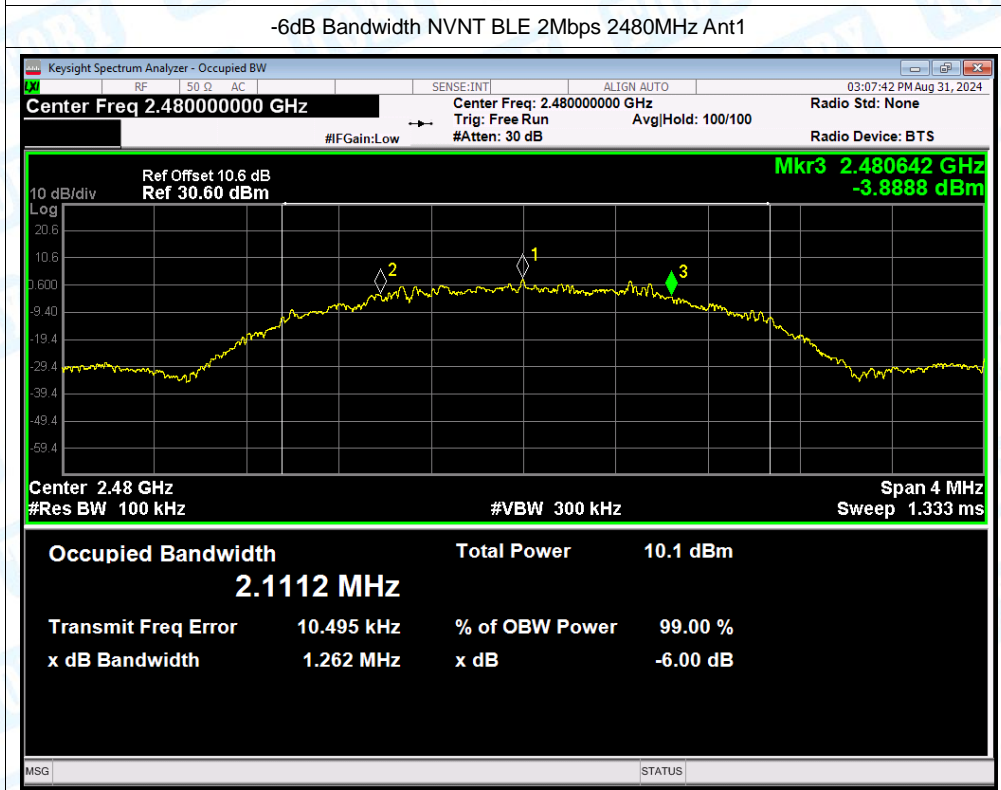 -6dB Bandwidth NVNT BLE 2Mbps 2480MHz Ant1
Keysight Spectrum Analyzer - Occupied BW
LXI RF 50 Ω AC SENSE:INT ALIGN AUTO 03:07:42 PM Aug 31, 2024
Center Freq 2.480000000 GHz Center Freq: 2.480000000 GHz Radio Std: None
Trig: Free Run Avg|Hold: 100/100
#IFGain:Low #Atten: 30 dB Radio Device: BTS
Mkr3 2.480642 GHz
-3.8888 dBm
Ref Offset 10.6 dB
10 dB/div Ref 30.60 dBm
Log
20.6
10.6
0.600
-9.40
-19.4
-29.4
-39.4
-49.4
-59.4
2
1
3
Center 2.48 GHz Span 4 MHz
#Res BW 100 kHz #VBW 300 kHz Sweep 1.333 ms
Occupied Bandwidth Total Power 10.1 dBm
2.1112 MHz
Transmit Freq Error 10.495 kHz % of OBW Power 99.00 %
x dB Bandwidth 1.262 MHz x dB -6.00 dB
MSG STATUS